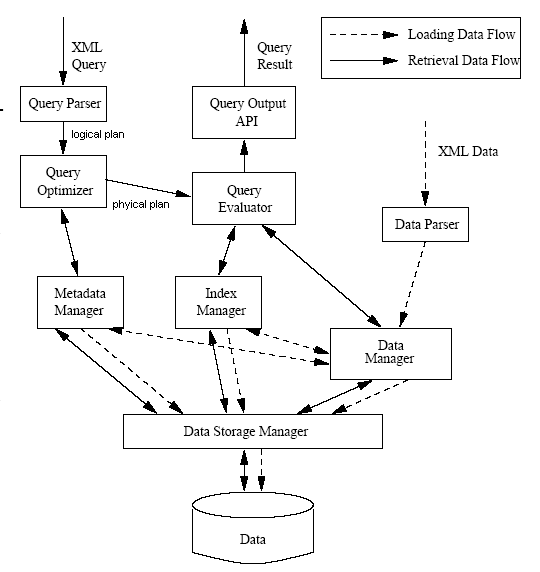 XML
Query
Query
Result
Loading Data Flow
Retrieval Data Flow
Query Parser
Query Output
API
logical plan
XML Data
Query
Optimizer
phyical plan
Query
Evaluator
Data Parser
Metadata
Manager
Index
Manager
Data
Manager
Data Storage Manager
Data